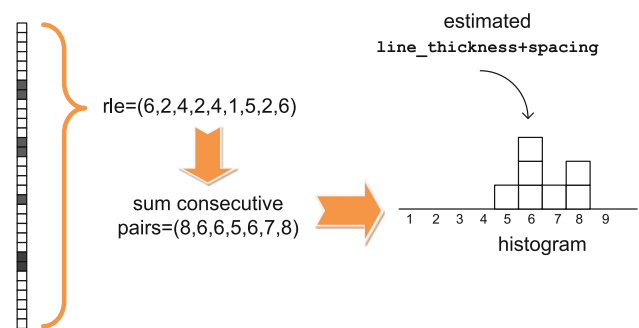 estimated
line_thickness+spacing
rle=(6,2,4,2,4,1,5,2,6)
sum consecutive
pairs=(8,6,6,5,6,7,8)
1 2 3 4 5 6 7 8 9
histogram